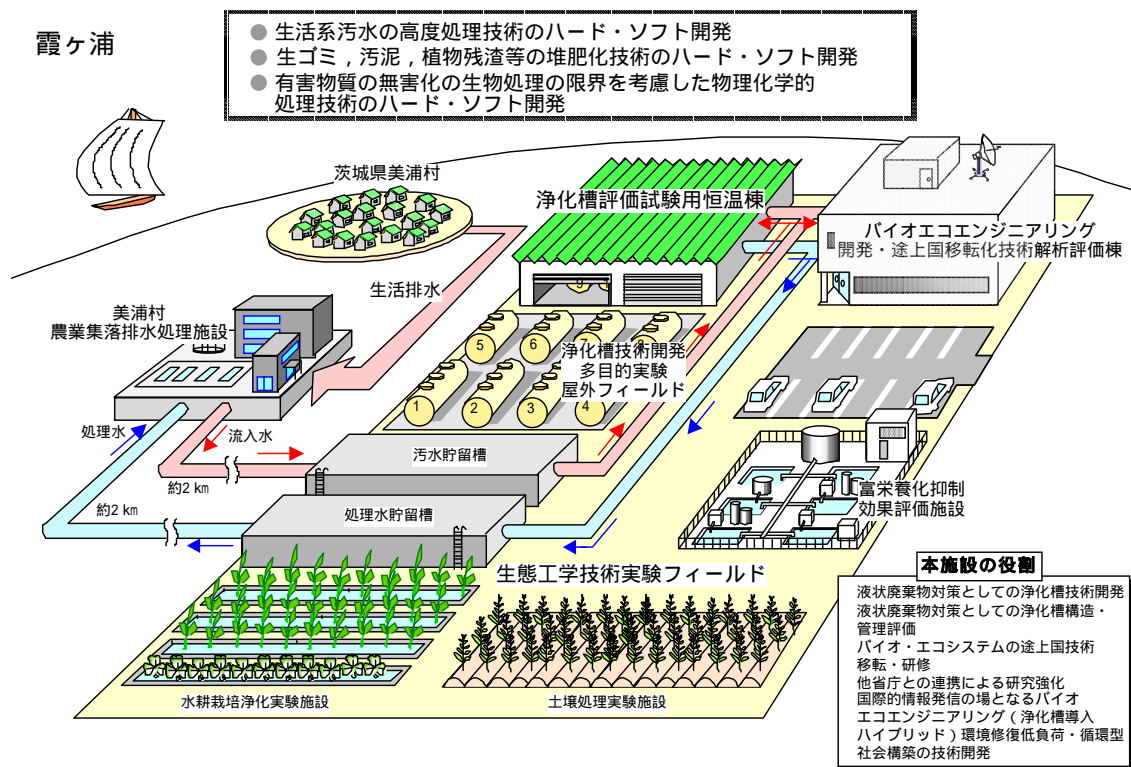 霞ヶ浦
● 生活系汚水の高度処理技術のハード・ソフト開発
● 生ゴミ，汚泥，植物残渣等の堆肥化技術のハード・ソフト開発
● 有害物質の無害化の生物処理の限界を考慮した物理化学的
処理技術のハード・ソフト開発
茨城県美浦村
浄化槽評価試験用恒温棟
バイオエコエンジニアリング
開発・途上国移転化技術解析評価棟
生活排水
美浦村
農業集落排水処理施設
9
5
6
7
8
浄化槽技術開発
多目的実験
屋外フィールド
1
2
3
4
処理水
流入水
汚水貯留槽
約2 km
約2 km
処理水貯留槽
富栄養化抑制
効果評価施設
生態工学技術実験フィールド
水耕栽培浄化実験施設
土壌処理実験施設
本施設の役割
液状廃棄物対策としての浄化槽技術開発
液状廃棄物対策としての浄化槽構造・
管理評価
バイオ・エコシステムの途上国技術
移転・研修
他省庁との連携による研究強化
国際的情報発信の場となるバイオ
エコエンジニアリング（浄化槽導入
ハイブリッド）環境修復低負荷・循環型
社会構築の技術開発